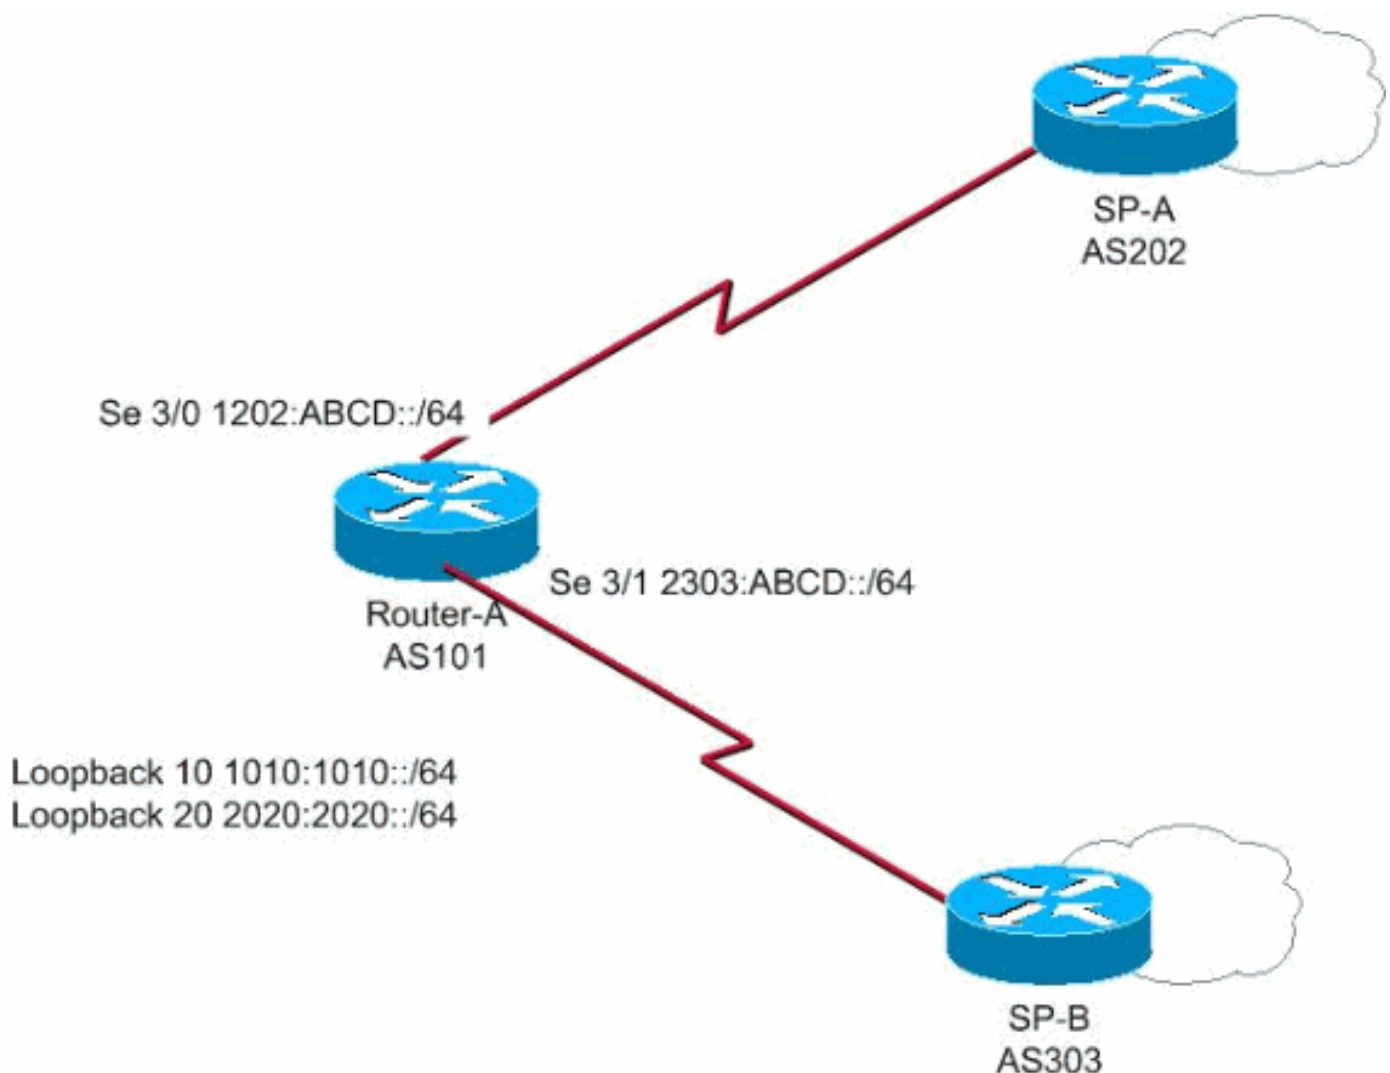 SP-A
AS202
Se 3/0 1202:ABCD::/64
Se 3/1 2303:ABCD::/64
Router-A
AS101
Loopback 10 1010:1010::/64
Loopback 20 2020:2020::/64
SP-B
AS303